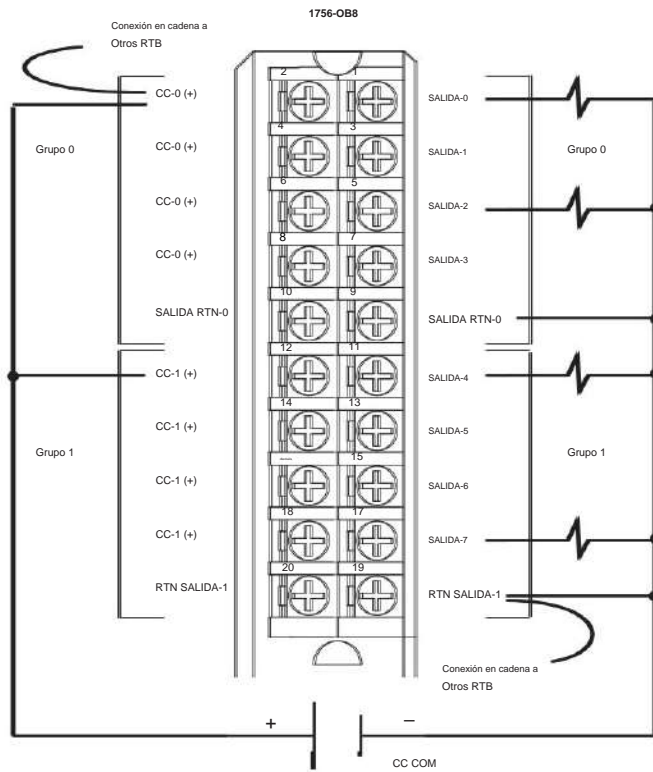 1756-OB8
Conexión en cadena a
Otros RTB
2 1
CC-0 (+) SALIDA-0
4 3
Grupo 0 CC-0 (+) SALIDA-1 Grupo 0
6 5
CC-0 (+) SALIDA-2
8 7
CC-0 (+) SALIDA-3
10 9
SALIDA RTN-0 SALIDA RTN-0
12 11
CC-1 (+) SALIDA-4
14 13
Grupo 1 CC-1 (+) SALIDA-5 Grupo 1
15
CC-1 (+) SALIDA-6
18 17
CC-1 (+) SALIDA-7
20 19
RTN SALIDA-1 RTN SALIDA-1
Conexión en cadena a
Otros RTB
+ –
CC COM